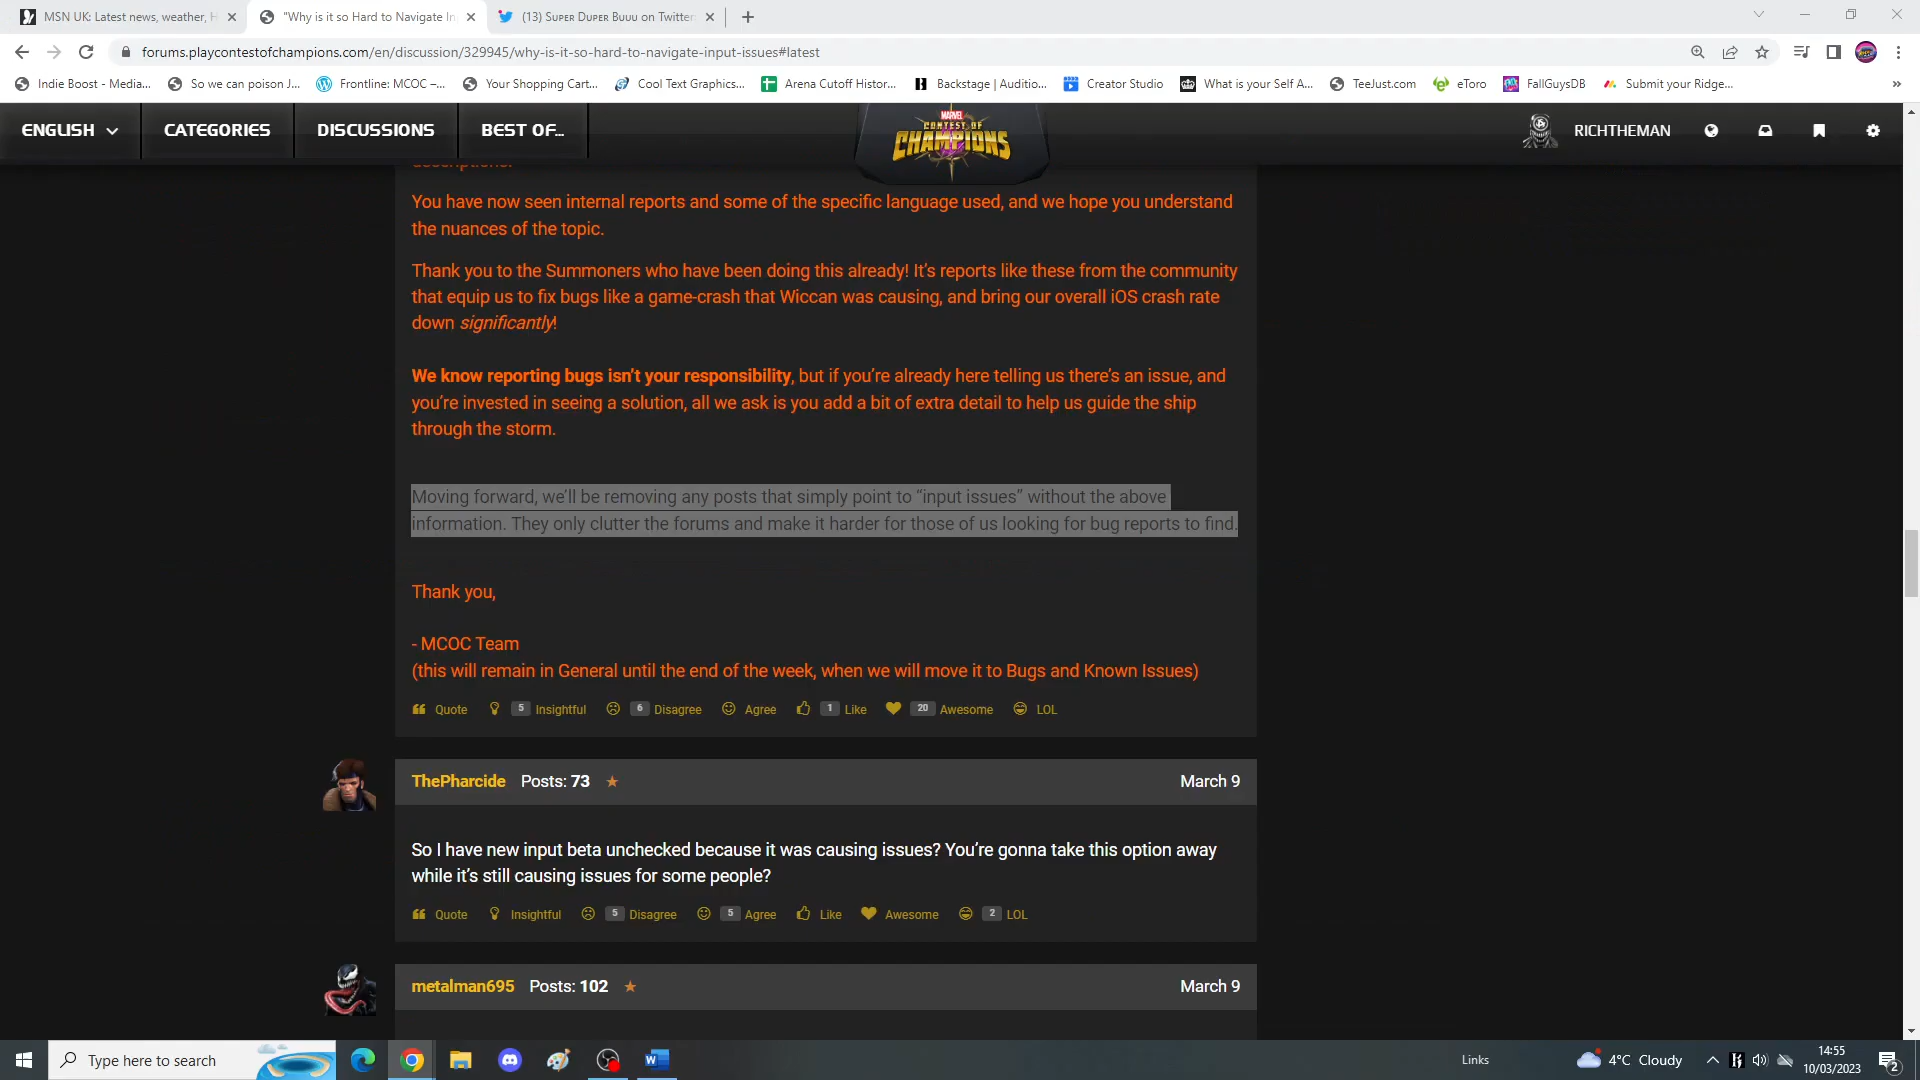 MSN UK: Latest news, weather, H
"Why is it so Hard to Navigate In
(13) Super Duper Buuu on Twitter
forums.playcontestofchampions.com/en/discussion/329945/why-is-it-so-hard-to-navigate-input-issues#latest
Indie Boost - Media...
So we can poison J...
Frontline: MCOC –...
Your Shopping Cart...
Cool Text Graphics...
Arena Cutoff Histor...
Backstage | Auditio...
Creator Studio
What is your Self A...
TeeJust.com
eToro
FallGuysDB
Submit your Ridge...
»
ENGLISH
CATEGORIES
DISCUSSIONS
BEST OF...
MARVEL
CONTEST OF
CHAMPIONS
RICHTHEMAN
descriptions.
You have now seen internal reports and some of the specific language used, and we hope you understand
the nuances of the topic.
Thank you to the Summoners who have been doing this already! It’s reports like these from the community
that equip us to fix bugs like a game-crash that Wiccan was causing, and bring our overall iOS crash rate
down significantly!
We know reporting bugs isn’t your responsibility, but if you’re already here telling us there’s an issue, and
you’re invested in seeing a solution, all we ask is you add a bit of extra detail to help us guide the ship
through the storm.
Moving forward, we’ll be removing any posts that simply point to “input issues” without the above
information. They only clutter the forums and make it harder for those of us looking for bug reports to find.
Thank you,
- MCOC Team
(this will remain in General until the end of the week, when we will move it to Bugs and Known Issues)
Quote 5 Insightful 6 Disagree Agree 1 Like 20 Awesome LOL
ThePharcide Posts: 73 ★ March 9
So I have new input beta unchecked because it was causing issues? You’re gonna take this option away
while it’s still causing issues for some people?
Quote Insightful 5 Disagree 5 Agree Like Awesome 2 LOL
metalman695 Posts: 102 ★ March 9
Type here to search
Links
4°C Cloudy
14:55
10/03/2023
2